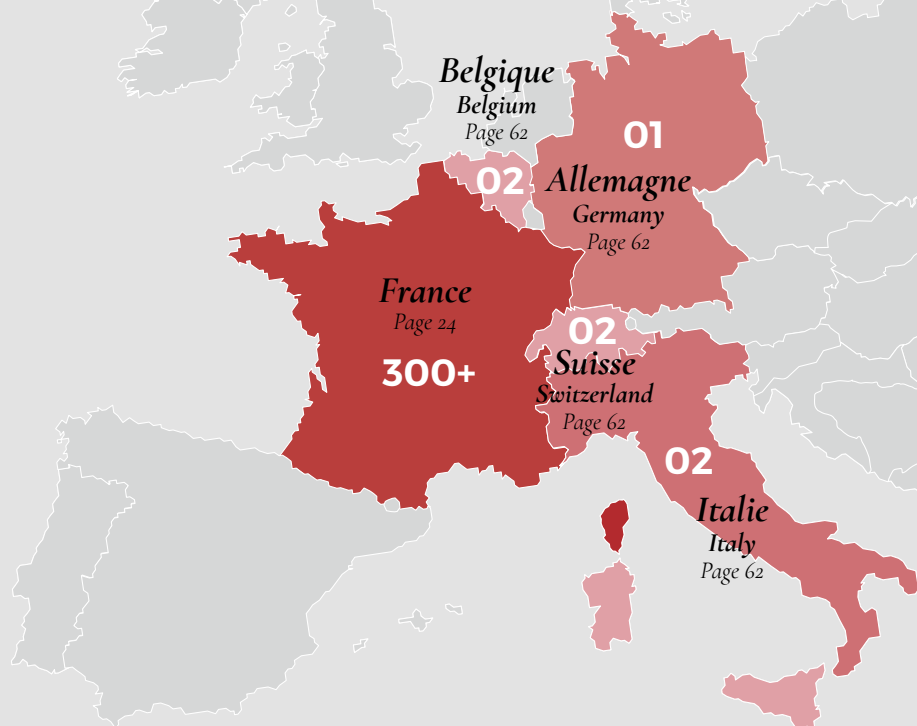 Belgique
Belgium
Page 62
02
01
Allemagne
Germany
Page 62
France
Page 24
300+
02
Suisse
Switzerland
Page 62
02
Italie
Italy
Page 62